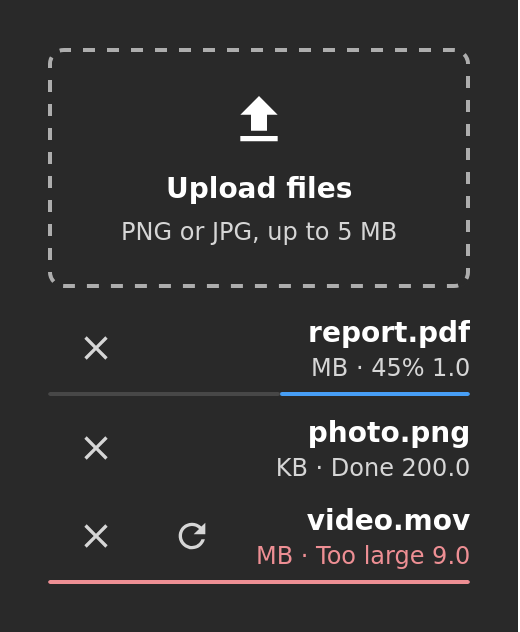 Upload files
PNG or JPG, up to 5 MB
report.pdf
MB · 45% 1.0
photo.png
KB · Done 200.0
video.mov
MB · Too large 9.0